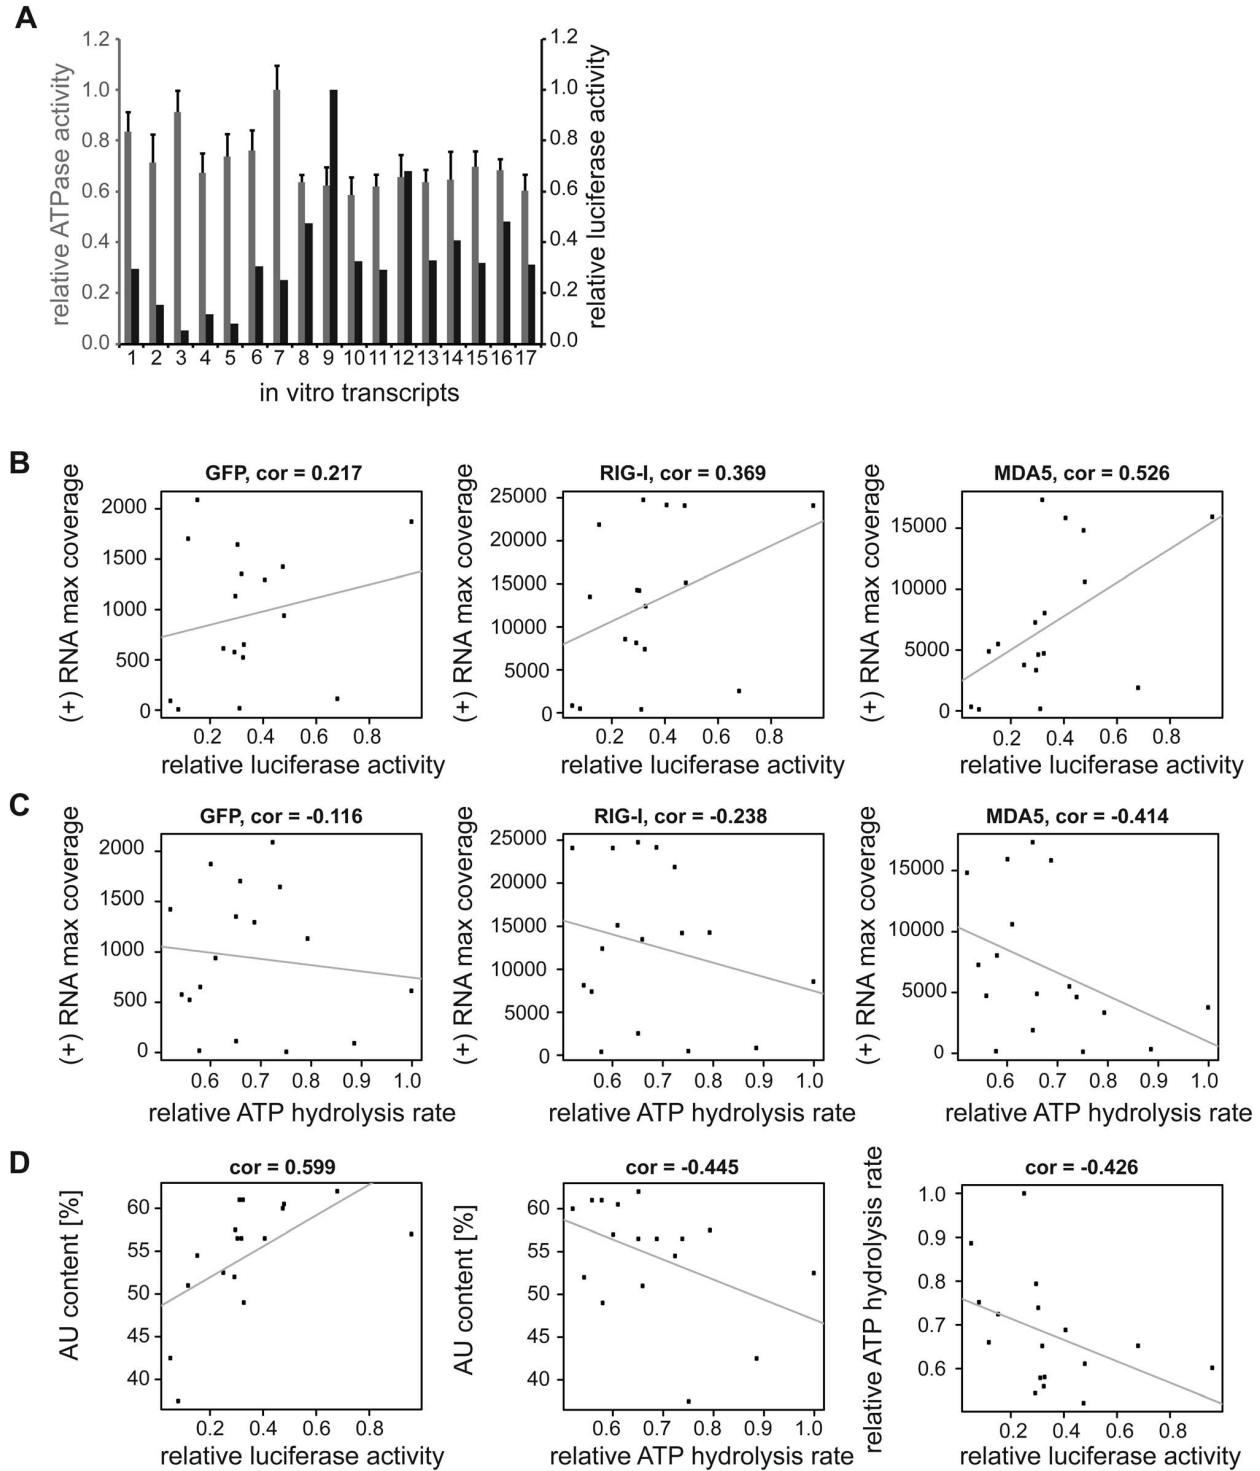 A
relative ATPase activity
1.2
1.0
0.8
0.6
0.4
0.2
0.0
1.2
1.0
0.8
0.6
0.4
0.2
0.0
relative luciferase activity
1 2 3 4 5 6 7 8 9 10 11 12 13 14 15 16 17
in vitro transcripts
B
GFP, cor = 0.217
(+) RNA max coverage
2000
1500
1000
500
0
0.2 0.4 0.6 0.8
relative luciferase activity
RIG-I, cor = 0.369
(+) RNA max coverage
25000
20000
15000
10000
5000
0
0.2 0.4 0.6 0.8
relative luciferase activity
MDA5, cor = 0.526
(+) RNA max coverage
15000
10000
5000
0
0.2 0.4 0.6 0.8
relative luciferase activity
C
GFP, cor = -0.116
(+) RNA max coverage
2000
1500
1000
500
0
0.6 0.7 0.8 0.9 1.0
relative ATP hydrolysis rate
RIG-I, cor = -0.238
(+) RNA max coverage
25000
20000
15000
10000
5000
0
0.6 0.7 0.8 0.9 1.0
relative ATP hydrolysis rate
MDA5, cor = -0.414
(+) RNA max coverage
15000
10000
5000
0
0.6 0.7 0.8 0.9 1.0
relative ATP hydrolysis rate
D
cor = 0.599
AU content [%]
60
55
50
45
40
0.2 0.4 0.6 0.8
relative luciferase activity
cor = -0.445
AU content [%]
60
55
50
45
40
0.6 0.7 0.8 0.9 1.0
relative ATP hydrolysis rate
cor = -0.426
relative ATP hydrolysis rate
1.0
0.9
0.8
0.7
0.6
0.2 0.4 0.6 0.8
relative luciferase activity